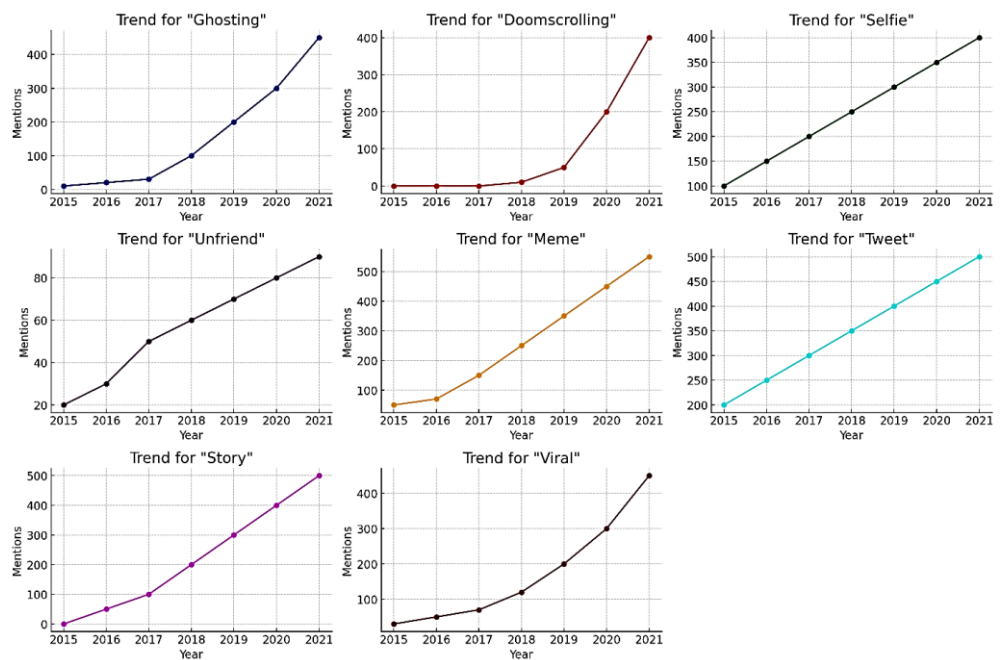 Trend for "Ghosting"
Mentions
400
300
200
100
0
2015 2016 2017 2018 2019 2020 2021
Year
Trend for "Doomscrolling"
Mentions
400
300
200
100
0
2015 2016 2017 2018 2019 2020 2021
Year
Trend for "Selfie"
Mentions
400
350
300
250
200
150
100
2015 2016 2017 2018 2019 2020 2021
Year
Trend for "Unfriend"
Mentions
80
60
40
20
2015 2016 2017 2018 2019 2020 2021
Year
Trend for "Meme"
Mentions
500
400
300
200
100
2015 2016 2017 2018 2019 2020 2021
Year
Trend for "Tweet"
Mentions
500
450
400
350
300
250
200
2015 2016 2017 2018 2019 2020 2021
Year
Trend for "Story"
Mentions
500
400
300
200
100
0
2015 2016 2017 2018 2019 2020 2021
Year
Trend for "Viral"
Mentions
400
300
200
100
2015 2016 2017 2018 2019 2020 2021
Year